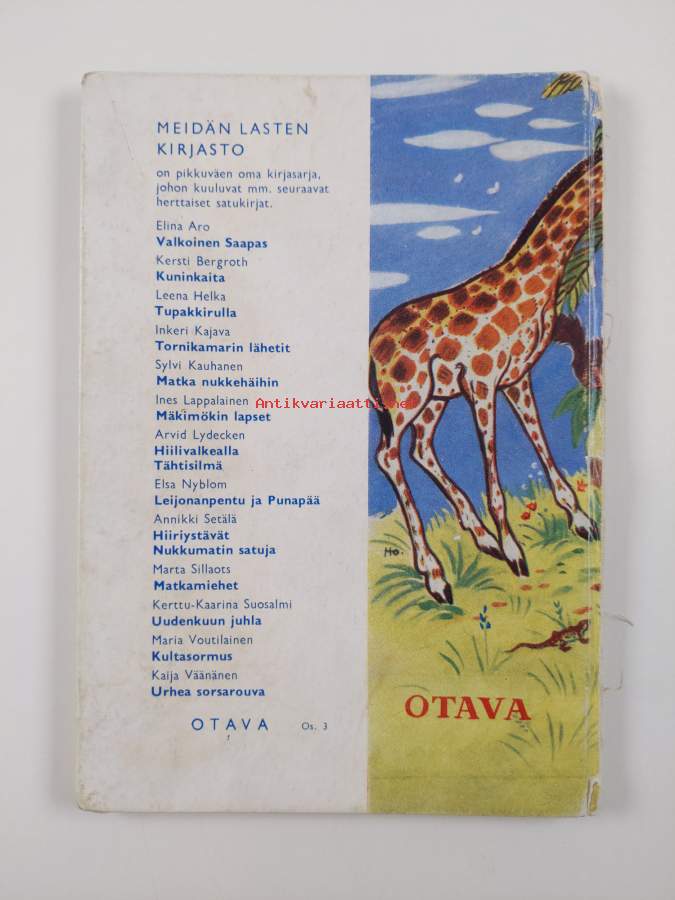 MEIDÄN LASTEN
KIRJASTO
on pikkuväen oma kirjasarja,
johon kuuluvat mm. seuraavat
herttaiset satukirjat.
Elina Aro
Valkoinen Saapas
Kersti Bergroth
Kuninkaita
Leena Helka
Tupakkirulla
Inkeri Kajava
Tornikamarin lähetit
Sylvi Kauhanen
Matka nukkehäihin
Ines Lappalainen
Antikvariaatti.net
Mäkimökin lapset
Arvid Lydecken
Hiilivalkealla
Tähtisilmä
Elsa Nyblom
Leijonanpentu ja Punapää
Annikki Setälä
Hiiriystävät
Nukkumatin satuja
Marta Sillaots
Matkamiehet
Kerttu-Kaarina Suosalmi
Uudenkuun juhla
Maria Voutilainen
Kultasormus
Kaija Väänänen
Urhea sorsarouva
OTAVA Os. 3
Ho.
OTAVA